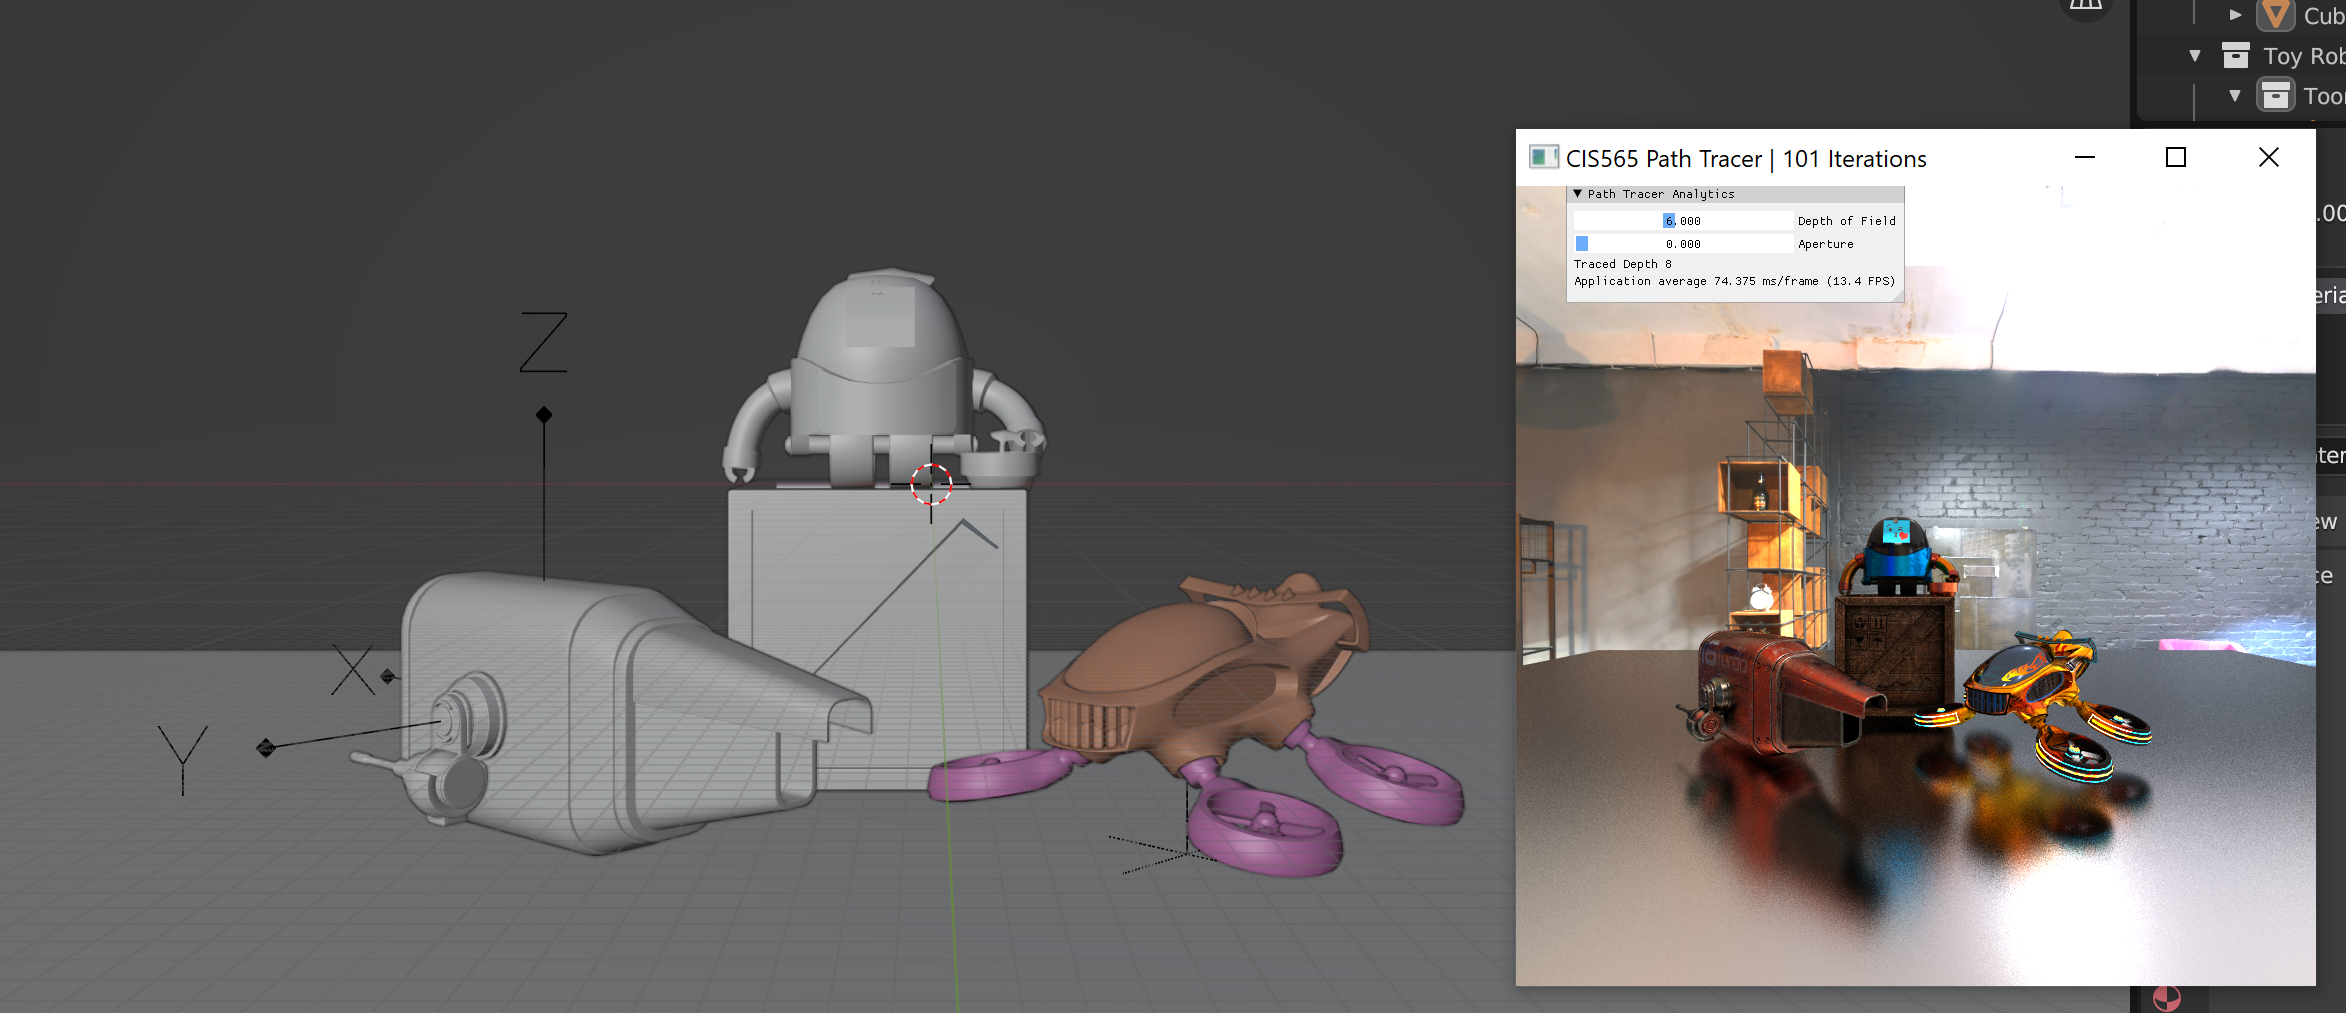 Cub
Toy Rob
Too
CIS565 Path Tracer | 101 Iterations
Path Tracer Analytics
6.000 Depth of Field
0.000 Aperture
Traced Depth 8
Application average 74.375 ms/frame (13.4 FPS)
.00
eria
ter
ew
ce
Z
X
Y